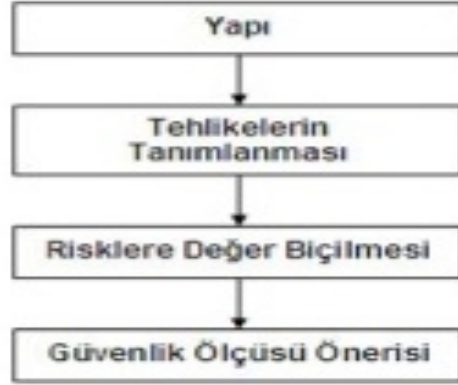 Yapı
Tehlikelerin
Tanımlanması
Risklere Değer Biçilmesi
Güvenlik Ölçüsü Önerisi